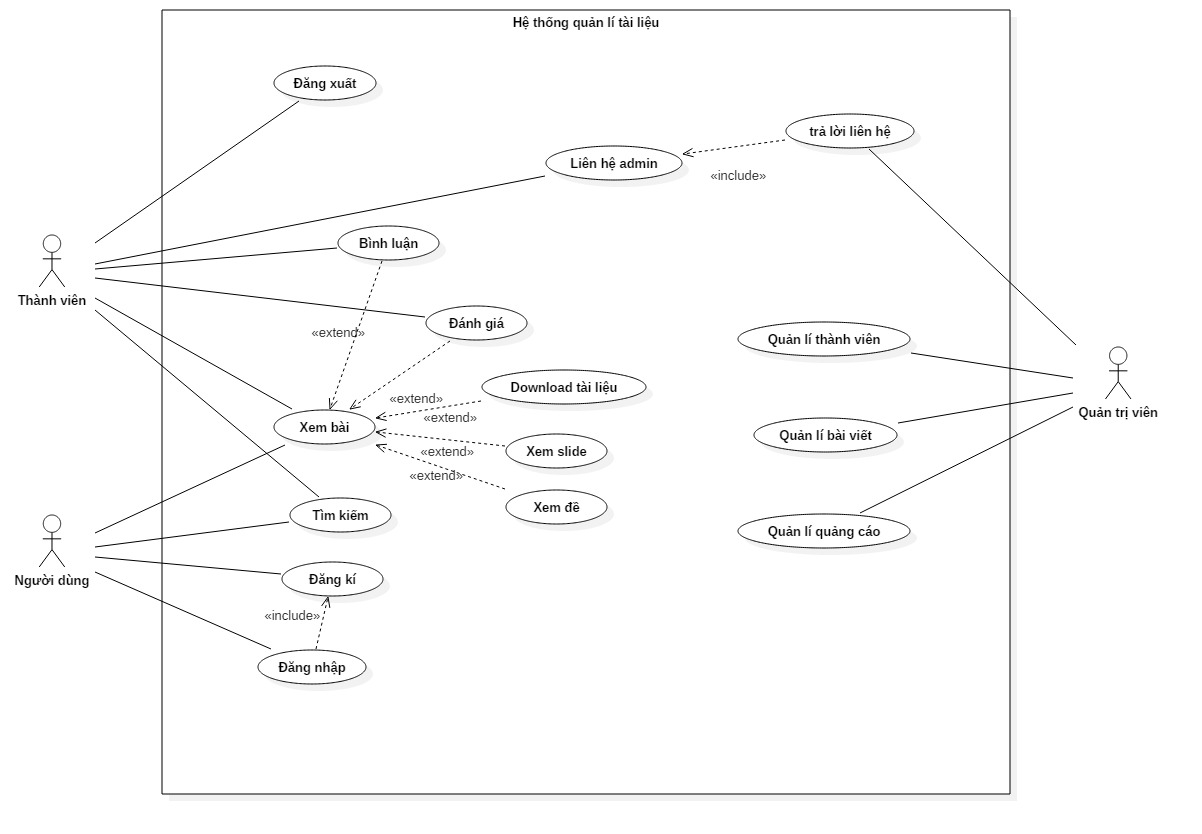 Hệ thống quản lí tài liệu
Đăng xuất
trả lời liên hệ
Liên hệ admin
«include»
Bình luận
Thành viên
Đánh giá
«extend»
Quản lí thành viên
Download tài liệu
«extend»
Quản trị viên
«extend»
Xem bài
Quản lí bài viết
Xem slide
«extend»
«extend»
Xem đề
Tìm kiếm
Quản lí quảng cáo
Người dùng
Đăng kí
«include»
Đăng nhập